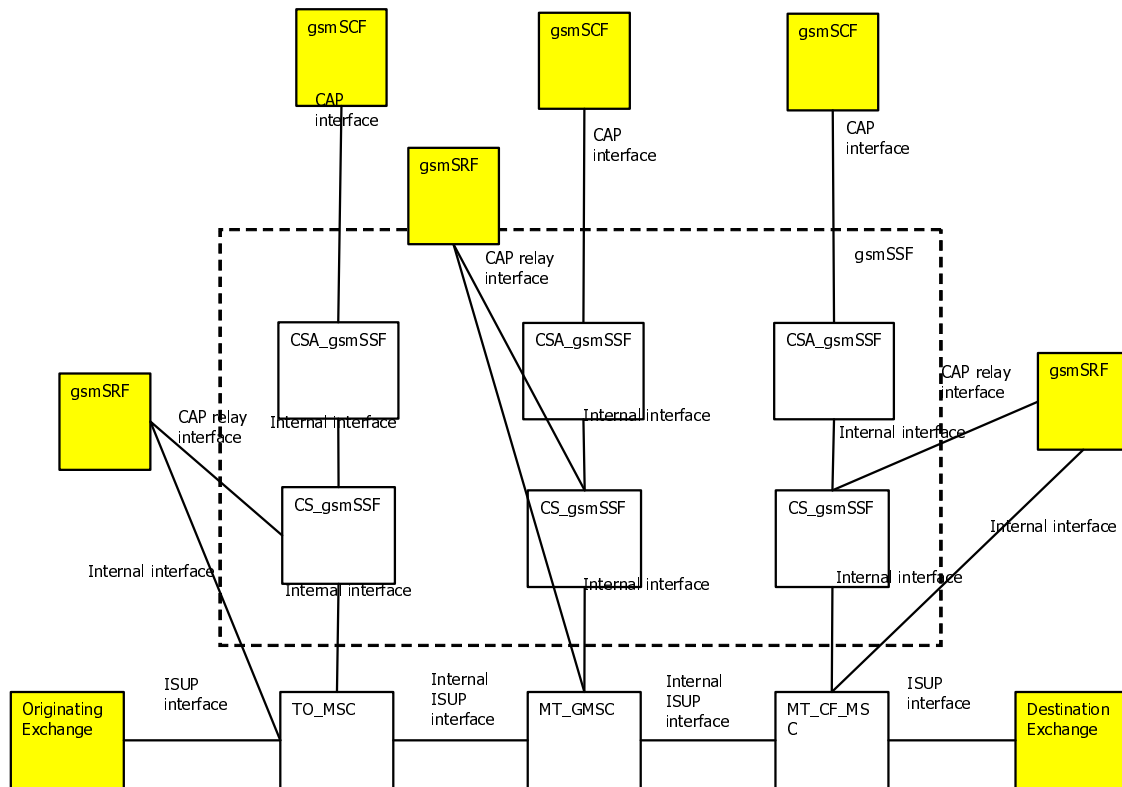 gsmSCF
gsmSCF
gsmSCF
CAP
interface
CAP
interface
CAP
interface
gsmSRF
CAP relay
interface
gsmSSF
CSA_gsmSSF
CSA_gsmSSF
CSA_gsmSSF
gsmSRF
CAP relay
interface
gsmSRF
CAP relay
interface
Internal interface
Internal interface
Internal interface
CS_gsmSSF
CS_gsmSSF
CS_gsmSSF
Internal interface
Internal interface
Internal interface
Internal interface
Internal interface
ISUP
interface
Internal
ISUP
interface
Internal
ISUP
interface
ISUP
interface
Originating
Exchange
TO_MSC
MT_GMSC
MT_CF_MS
C
Destination
Exchange